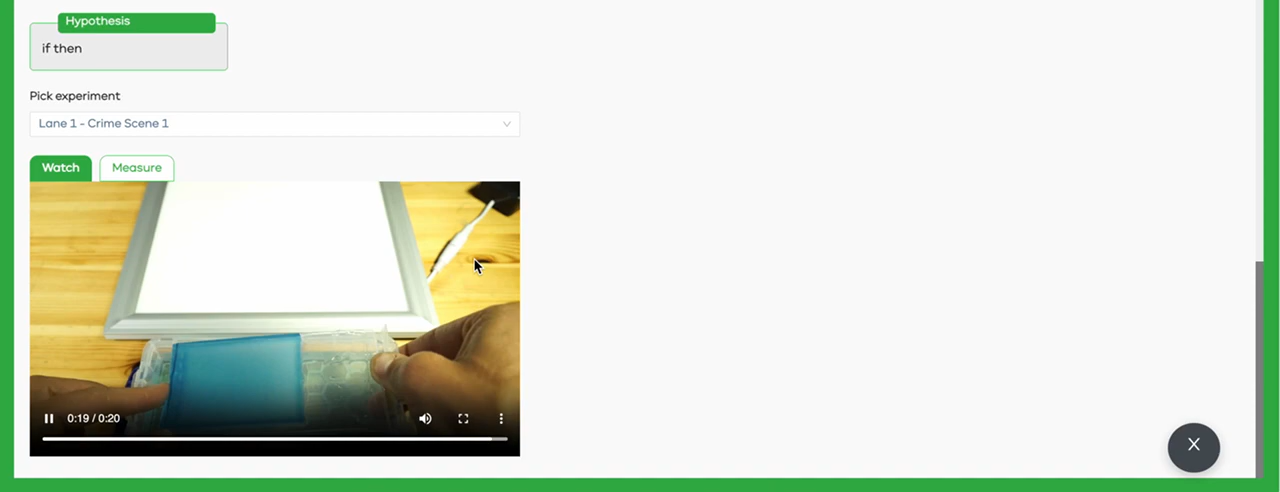 Hypothesis
if then
Pick experiment
Lane 1 - Crime Scene 1
Watch Measure
0:19 / 0:20
X